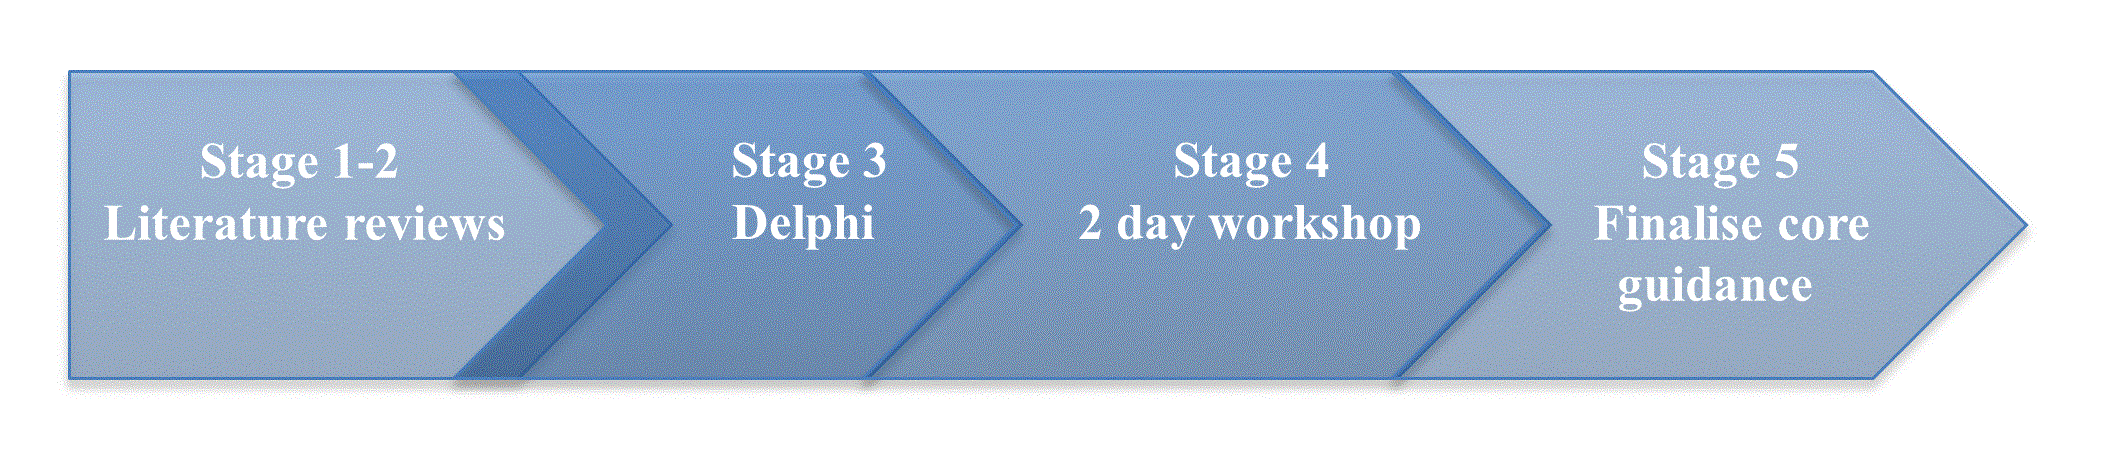 Stage 1-2
Literature reviews
Stage 3
Delphi
Stage 4
2 day workshop
Stage 5
Finalise core
guidance